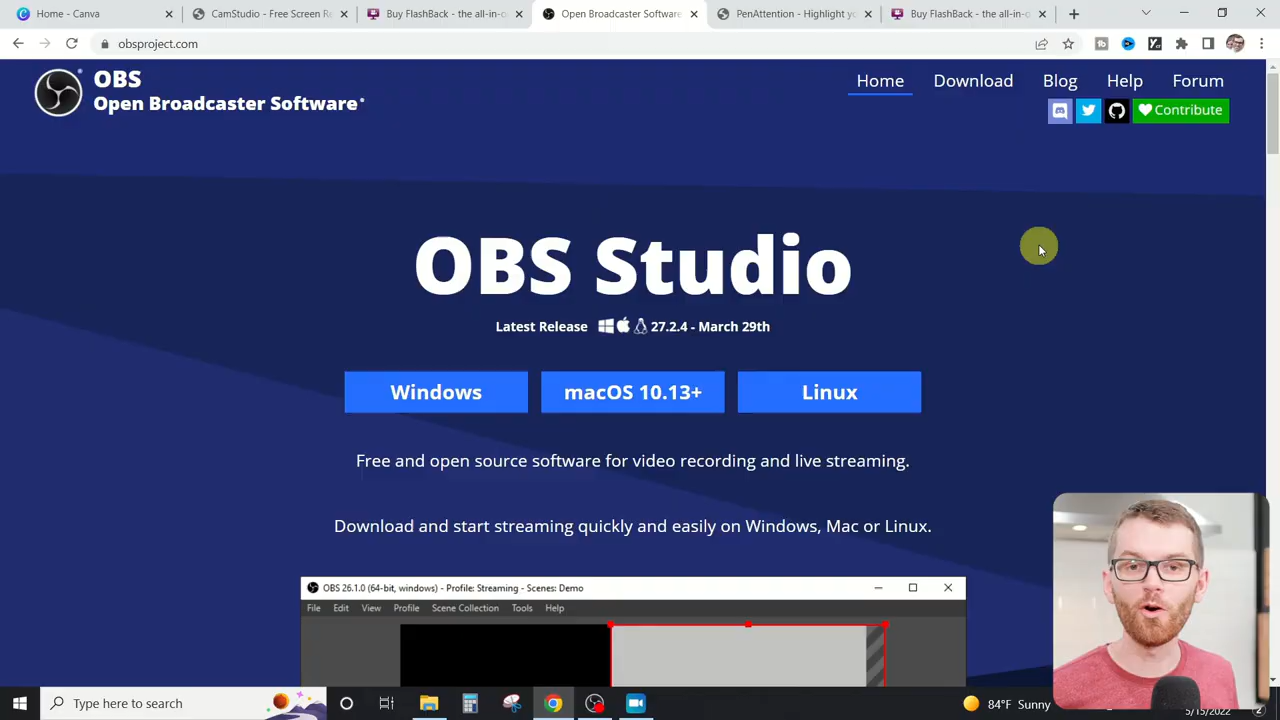 Home - Canva
CamStudio - Free Screen Re
Buy FlashBack - the all-in-o
Open Broadcaster Software
PenAttention - Highlight yo
Buy FlashBack - the all-in-o
obsproject.com
OBS
Open Broadcaster Software
Home
Download
Blog
Help
Forum
Contribute
OBS Studio
Latest Release 27.2.4 - March 29th
Windows
macOS 10.13+
Linux
Free and open source software for video recording and live streaming.
Download and start streaming quickly and easily on Windows, Mac or Linux.
OBS 26.1.0 (64-bit, windows) - Profile: Streaming - Scenes: Demo
File Edit View Profile Scene Collection Tools Help
Type here to search
84°F Sunny
5/15/2022
2